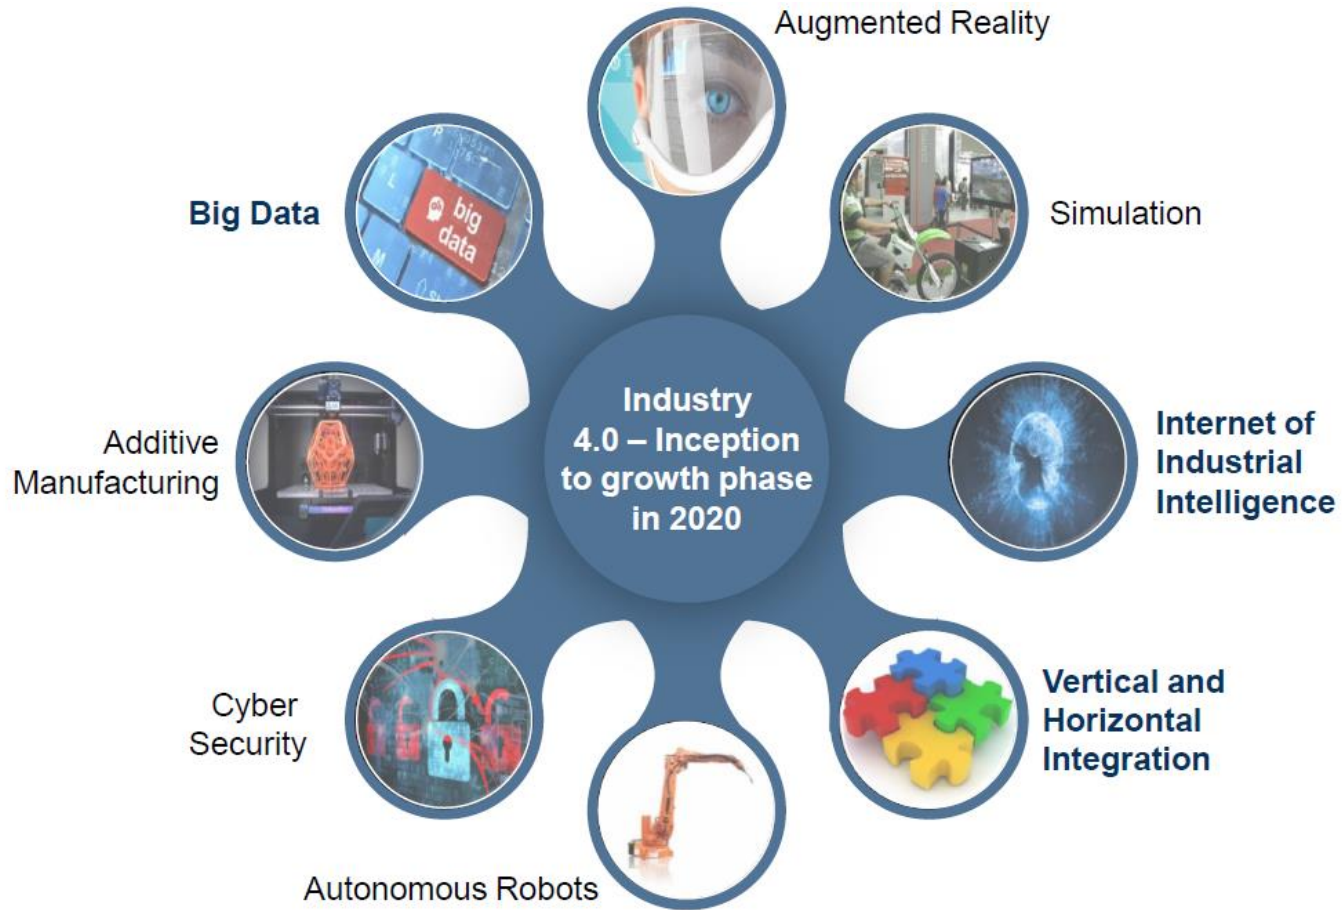 Augmented Reality
Simulation
Internet of
Industrial
Intelligence
Vertical and
Horizontal
Integration
Autonomous Robots
Cyber
Security
Additive
Manufacturing
Big Data
big
data
P
L
M
Industry
4.0 – Inception
to growth phase
in 2020